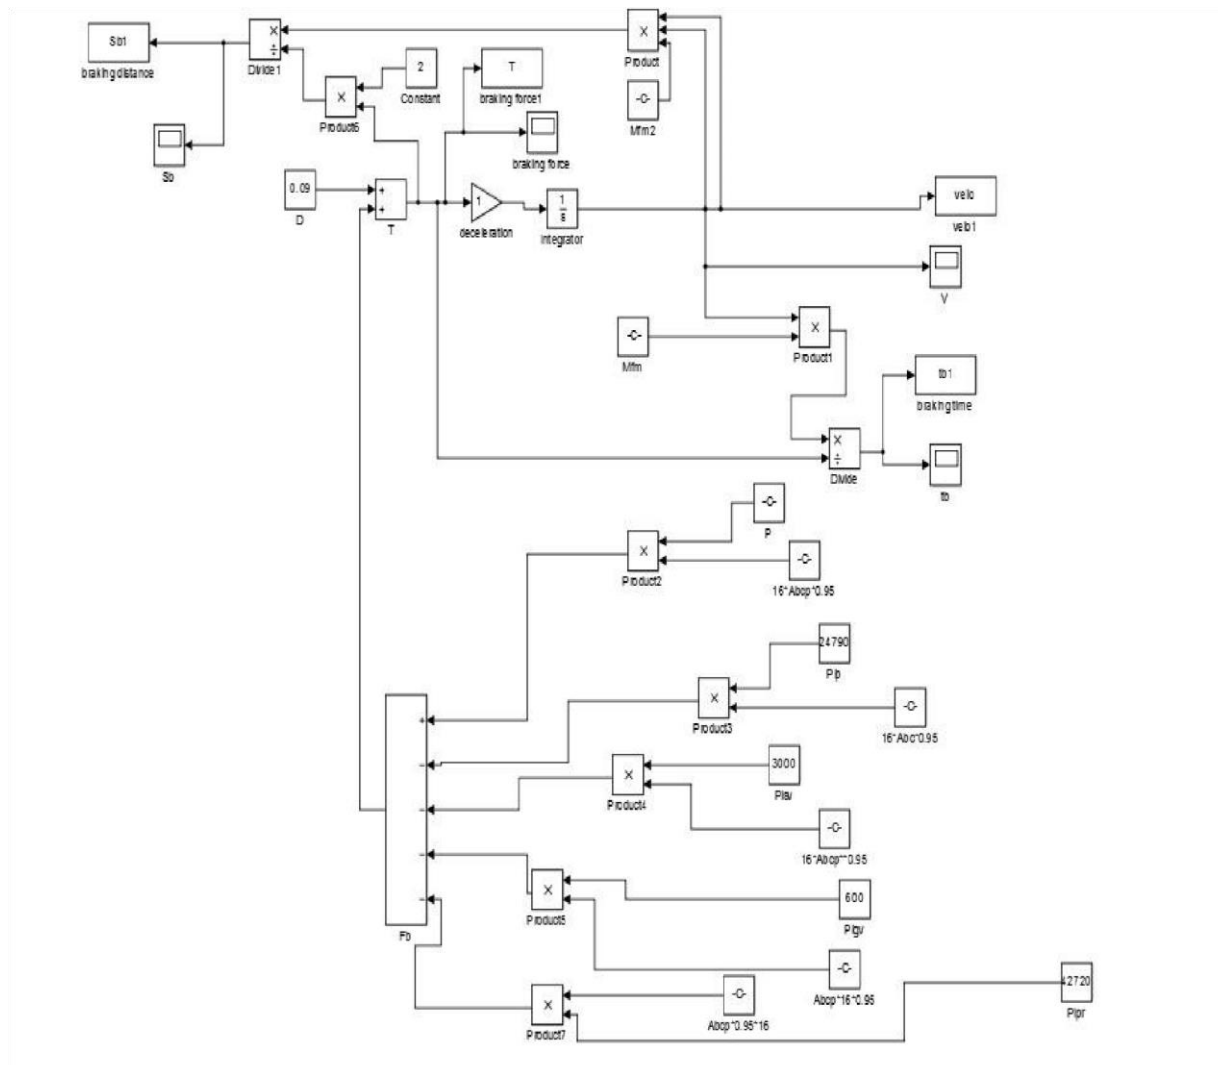 Sb1
braking distance
×
÷
Divide1
×
Product
2
Constant
T
braking force1
-C-
Mfm2
×
Product6
braking force
Sb
0.09
D
+
+
T
1
deceleration
1
s
Integrator
velo
velo1
V
-C-
Mfm
×
Product1
tb1
braking time
×
÷
Divide
tb
-C-
P
×
Product2
-C-
16*Abcp*0.95
24790
Plp
×
Product3
-C-
16*Abc*0.95
+
-
-
-
-
Fb
3000
×
Product4
-C-
16*Abcp**0.95
×
Product5
600
-C-
Abcp*16*0.95
-C-
Abcp*0.95*16
×
Product7
42720
Plpr